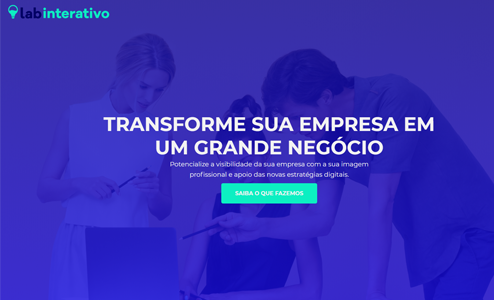 labinterativo
TRANSFORME SUA EMPRESA EM
UM GRANDE NEGÓCIO
Potencialize a visibilidade da sua empresa com a sua imagem
profissional e apoio das novas estratégias digitais.
SAIBA O QUE FAZEMOS